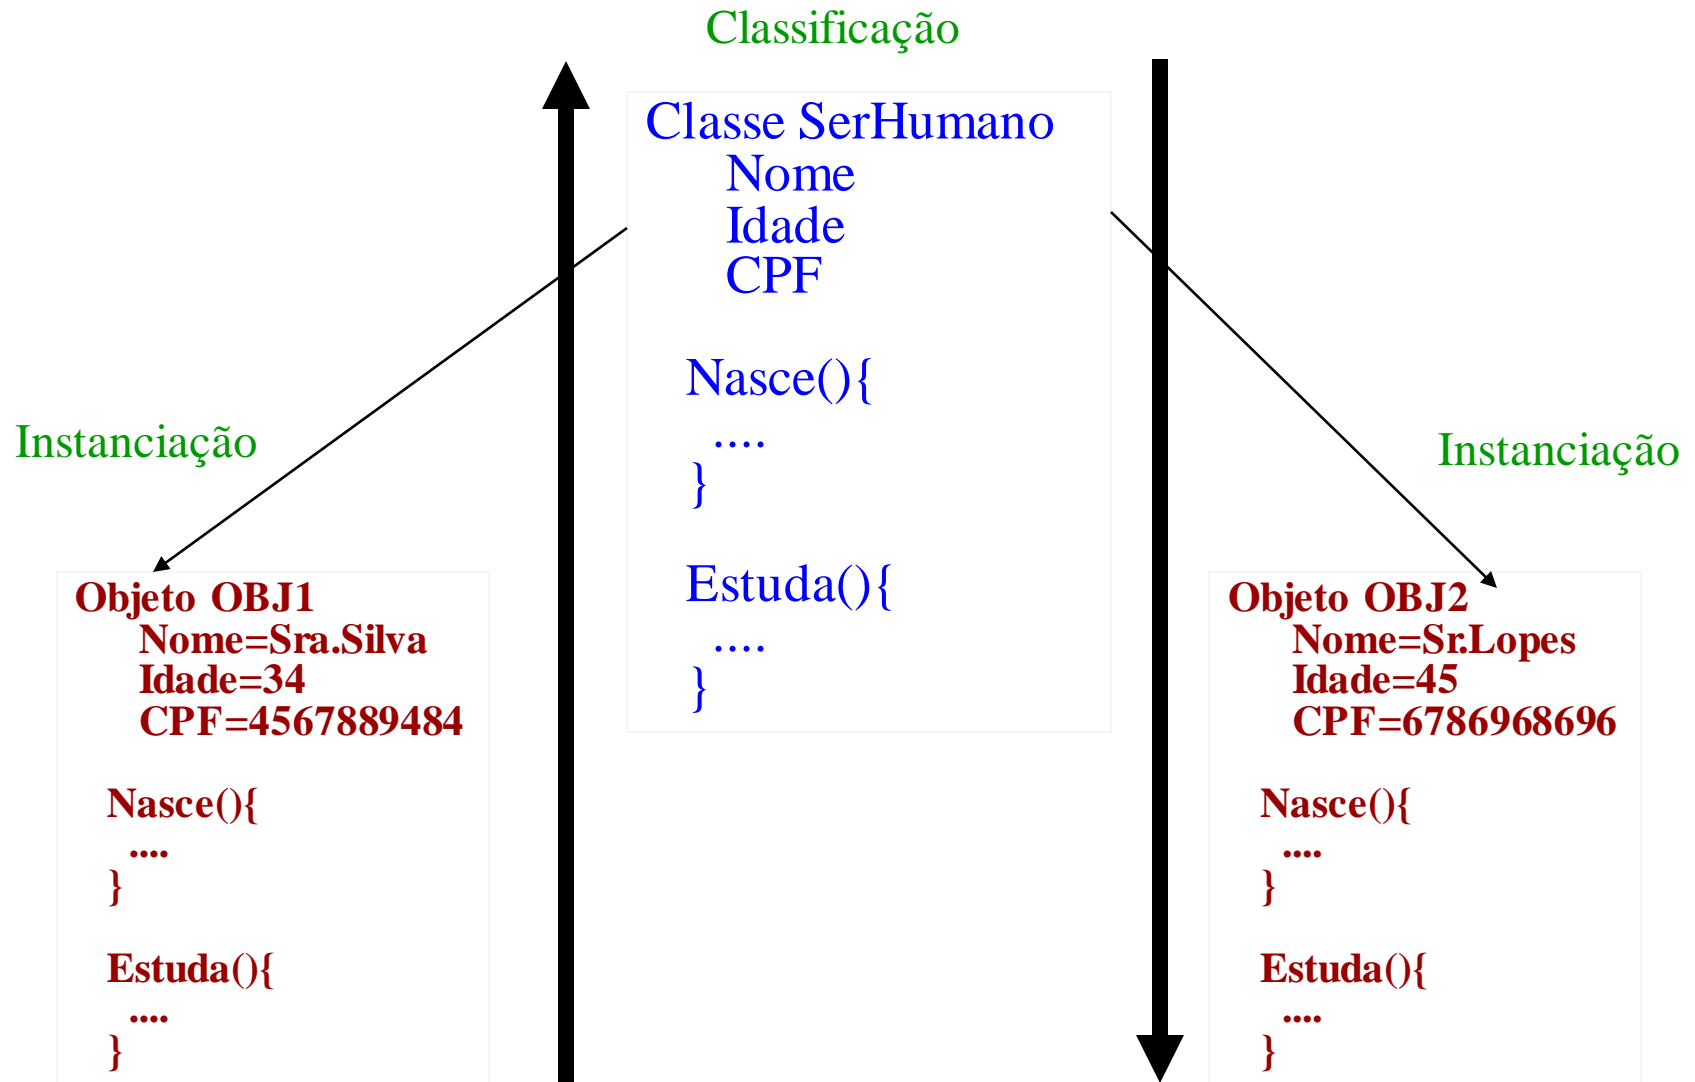 Classificação
Classe SerHumano
Nome
Idade
CPF
Nasce(){
....
}
Estuda(){
....
}
Instanciação
Instanciação
Objeto OBJ1
Nome=Sra.Silva
Idade=34
CPF=4567889484
Nasce(){
....
}
Estuda(){
....
}
Objeto OBJ2
Nome=Sr.Lopes
Idade=45
CPF=6786968696
Nasce(){
....
}
Estuda(){
....
}